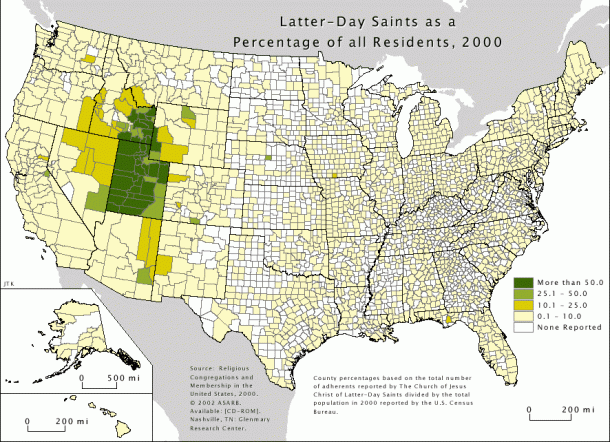 Latter-Day Saints as a
Percentage of all Residents, 2000
More than 50.0
25.1 - 50.0
10.1 - 25.0
0.1 - 10.0
None Reported
JTK
0 500 mi
0 200 mi
Source: Religious
Congregations and
Membership in the
United States, 2000.
© 2002 ASARB.
Available: [CD-ROM].
Nashville, TN: Glenmary
Research Center.
County percentages based on the total number
of adherents reported by The Church of Jesus
Christ of Latter-Day Saints divided by the total
population in 2000 reported by the U.S. Census
Bureau.
0 200 mi